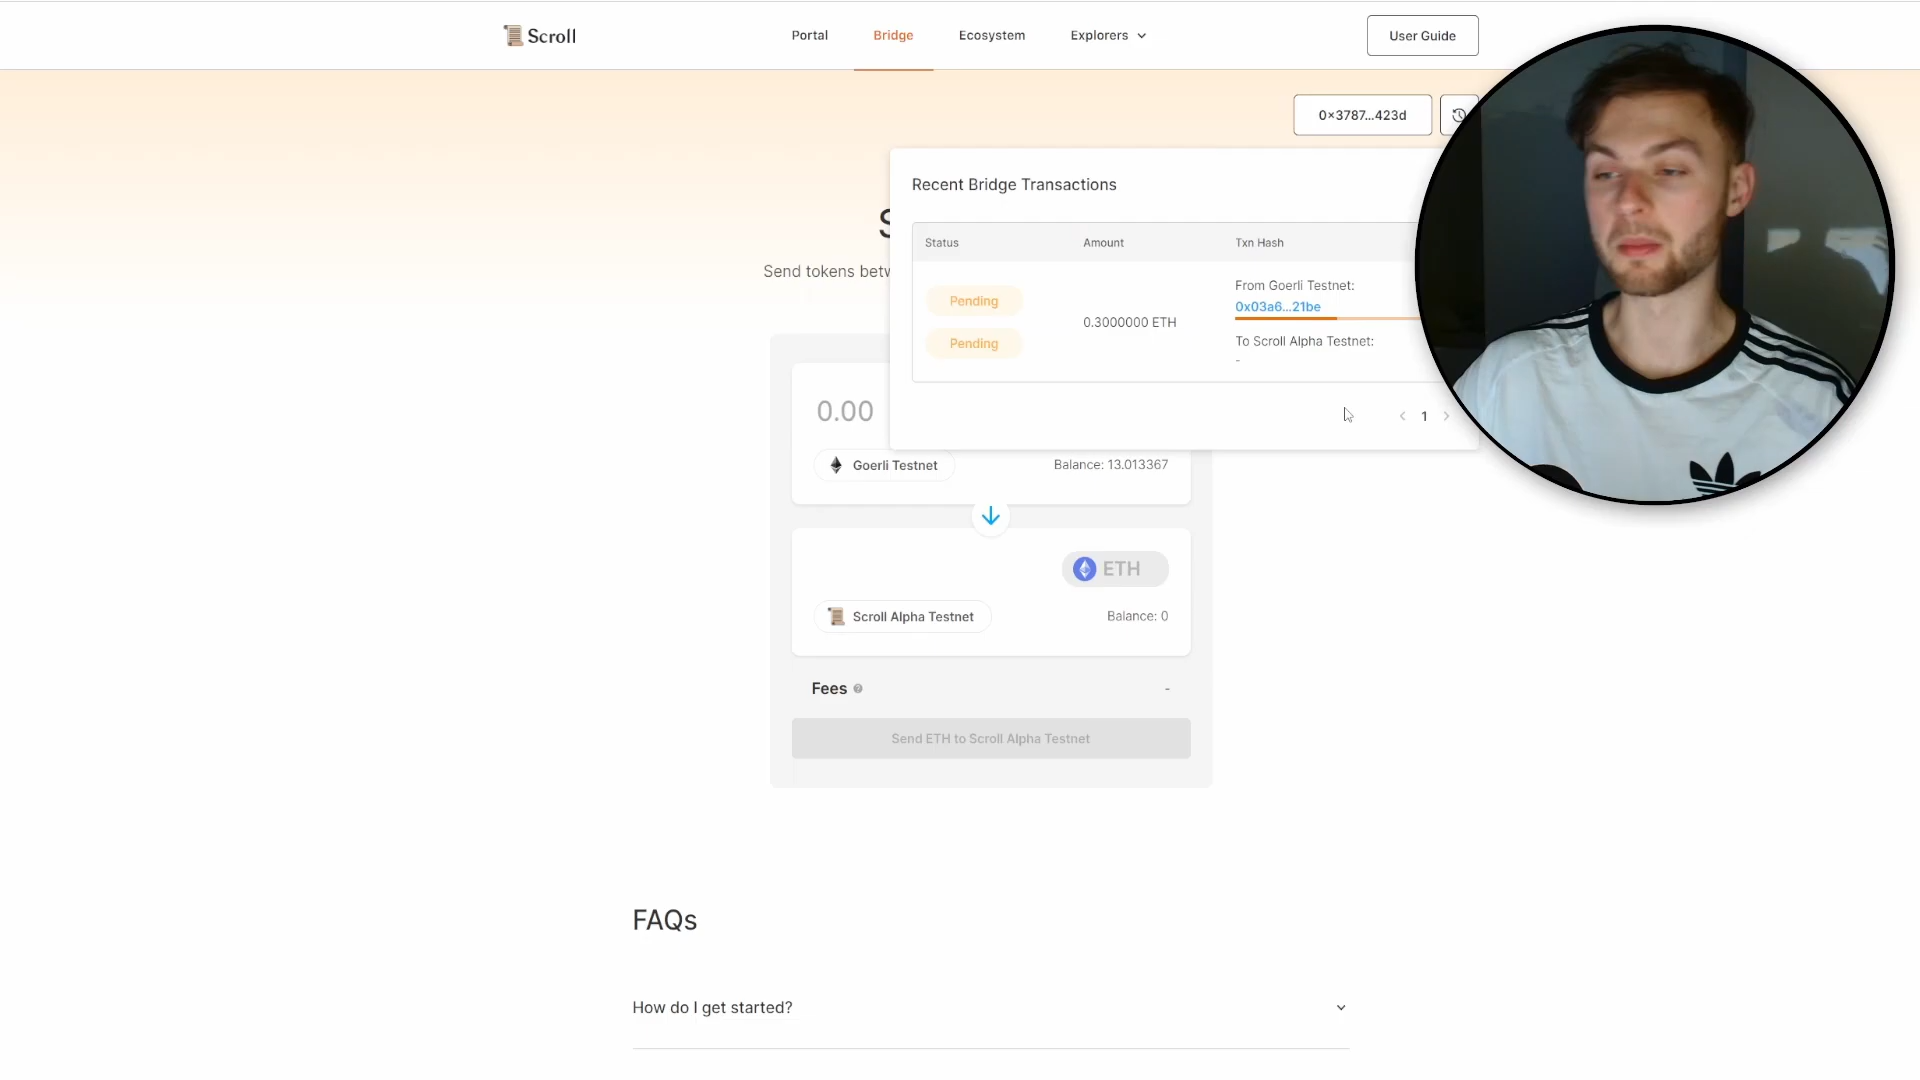 Scroll
Portal
Bridge
Ecosystem
Explorers
User Guide
0×3787...423d
Recent Bridge Transactions
Status
Amount
Txn Hash
Pending
Pending
0.3000000 ETH
From Goerli Testnet:
0x03a6...21be
To Scroll Alpha Testnet:
-
< 1 >
S
Send tokens betw
0.00
Goerli Testnet
Balance: 13.013367
ETH
Scroll Alpha Testnet
Balance: 0
Fees
-
Send ETH to Scroll Alpha Testnet
FAQs
How do I get started?